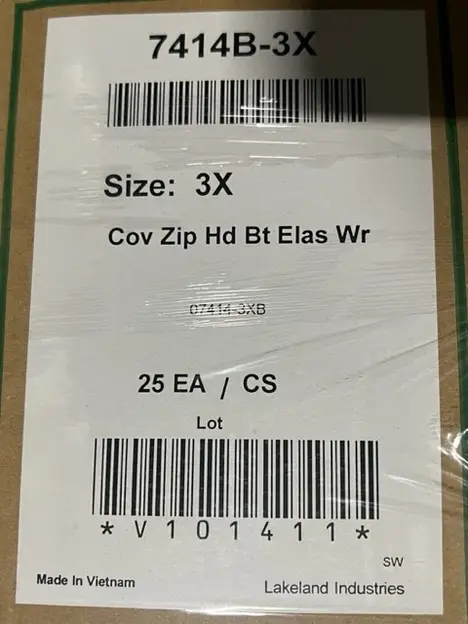 7414B-3X
Size: 3X
Cov Zip Hd Bt Elas Wr
07414-3XB
25 EA / CS
Lot
*V101411*
SW
Made In Vietnam
Lakeland Industries